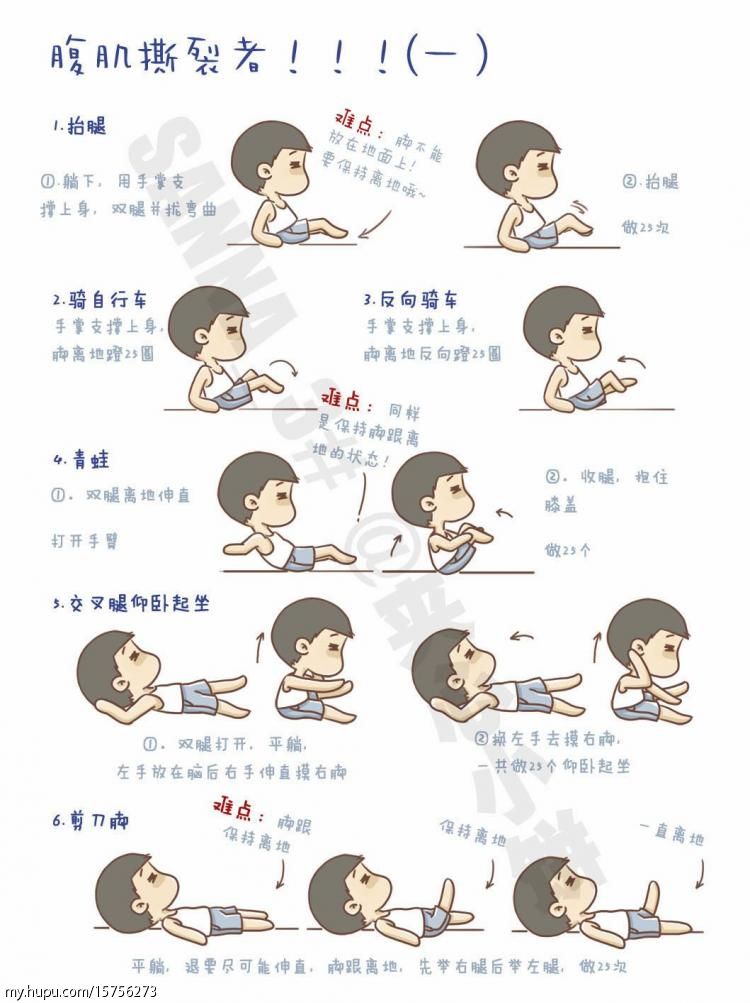 腹肌撕裂者！！！(一)
1.抬腿
难点：脚不能
放在地面上！
要保持离地哦~
①.躺下，用手掌支
撑上身，双腿并拢弯曲
②.抬腿
做25次
2.骑自行车
手掌支撑上身，
脚离地蹬25圈
3.反向骑车
手掌支撑上身，
脚离地反向蹬25圈
难点：同样
是保持脚跟离
地的状态！
4.青蛙
①。双腿离地伸直
打开手臂
②。收腿，抱住
膝盖
做25个
5.交叉腿仰卧起坐
①。双腿打开，平躺，
左手放在脑后右手伸直摸右脚
②换左手去摸右脚，
一共做25个仰卧起坐
6.剪刀脚
难点：脚跟
保持离地
保持离地
一直离地
平躺，退要尽可能伸直，脚跟离地，先举右腿后举左腿，做25次
SANNA_3#
my.hupu.com/15756273